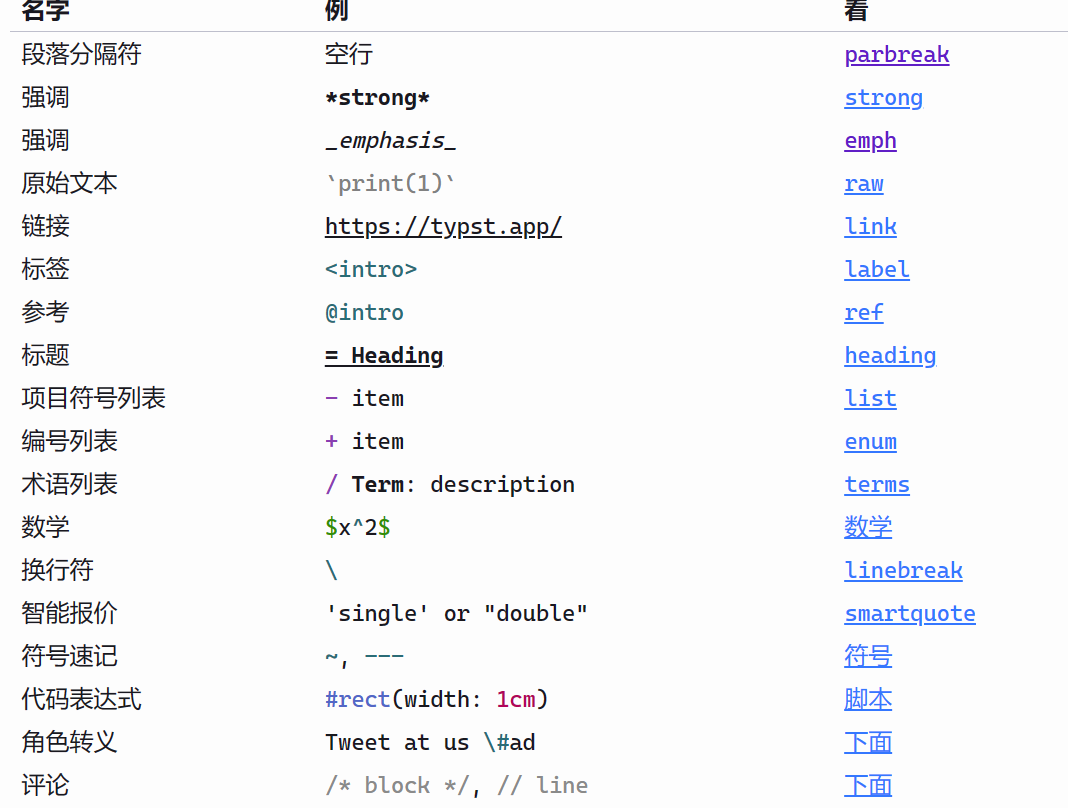 名字 例 看
段落分隔符 空行 parbreak
强调 *strong* strong
强调 _emphasis_ emph
原始文本 `print(1)` raw
链接 https://typst.app/ link
标签 <intro> label
参考 @intro ref
标题 = Heading heading
项目符号列表 - item list
编号列表 + item enum
术语列表 / Term: description terms
数学 $x^2$ 数学
换行符 \ linebreak
智能报价 'single' or "double" smartquote
符号速记 ~, --- 符号
代码表达式 #rect(width: 1cm) 脚本
角色转义 Tweet at us \#ad 下面
评论 /* block */, // line 下面